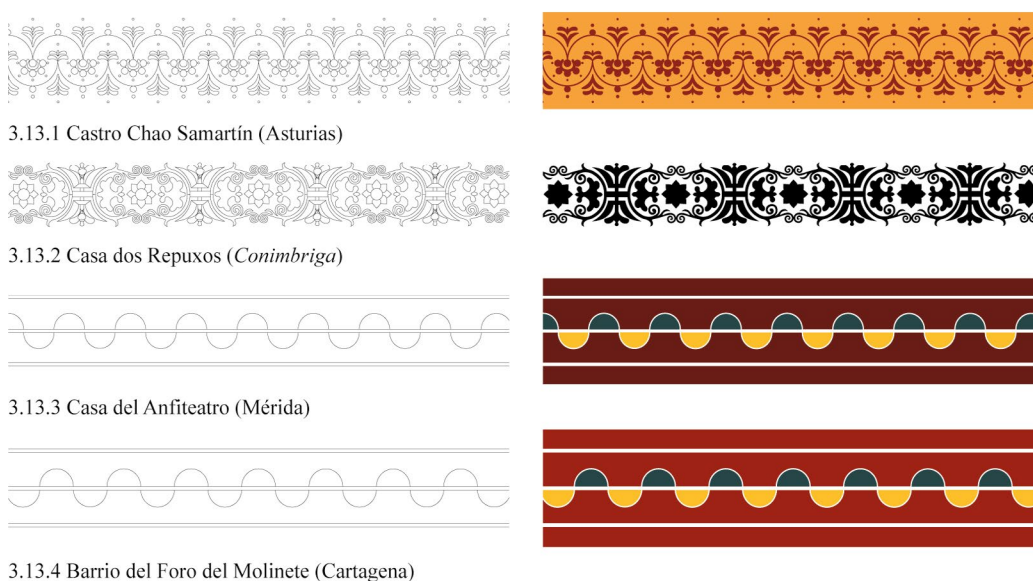 3.13.1 Castro Chao Samartín (Asturias)
3.13.2 Casa dos Repuxos (Conimbriga)
3.13.3 Casa del Anfiteatro (Mérida)
3.13.4 Barrio del Foro del Molinete (Cartagena)